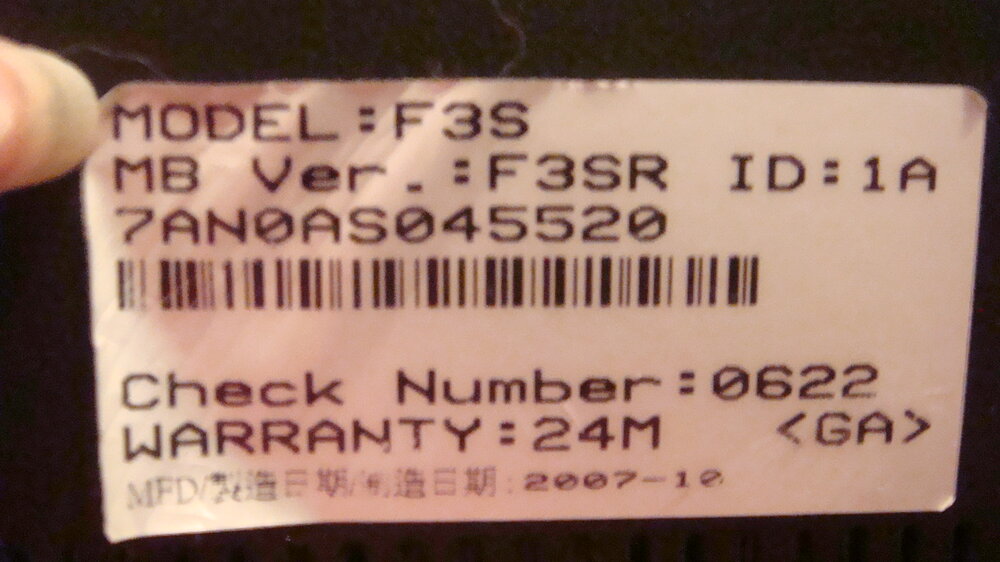 MODEL:F3S
MB Ver.:F3SR ID:1A
7AN0AS045520
Check Number:0622
WARRANTY:24M <GA>
MFD/製造日期/制造日期:2007-10